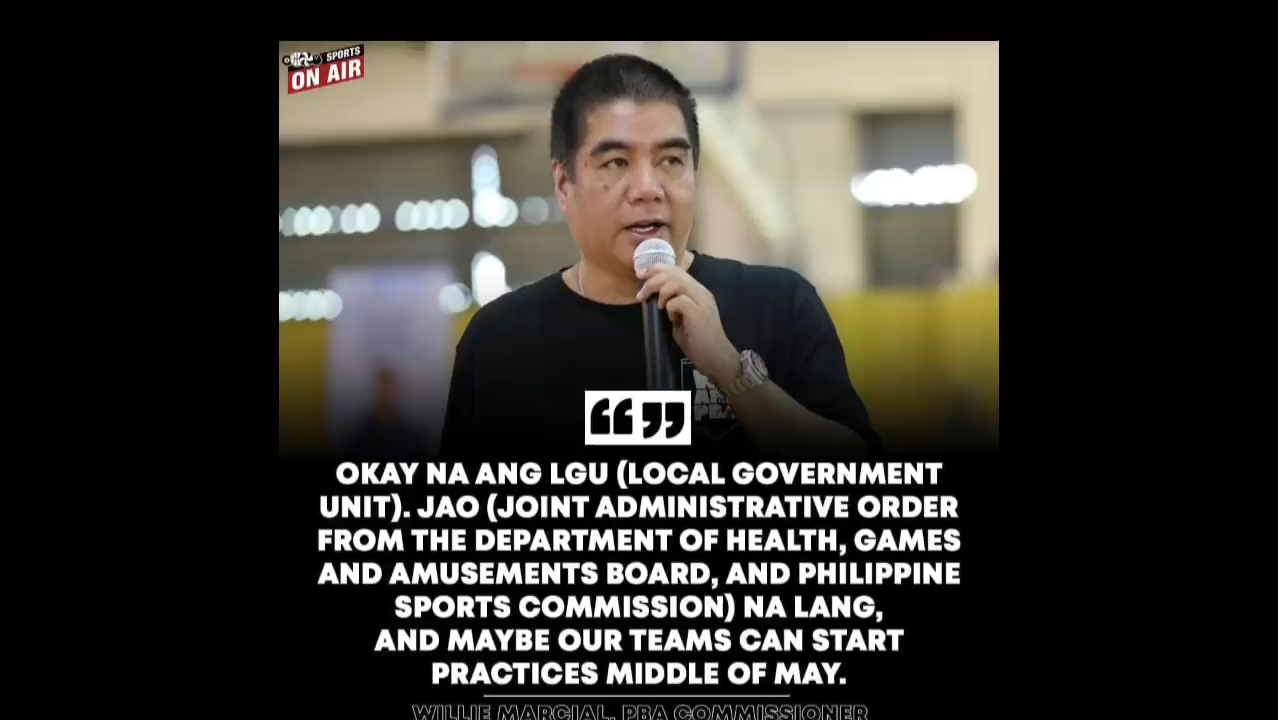 SPORTS
ON AIR
OKAY NA ANG LGU (LOCAL GOVERNMENT
UNIT). JAO (JOINT ADMINISTRATIVE ORDER
FROM THE DEPARTMENT OF HEALTH, GAMES
AND AMUSEMENTS BOARD, AND PHILIPPINE
SPORTS COMMISSION) NA LANG,
AND MAYBE OUR TEAMS CAN START
PRACTICES MIDDLE OF MAY.
WILLIE MARCIAL, PBA COMMISSIONER